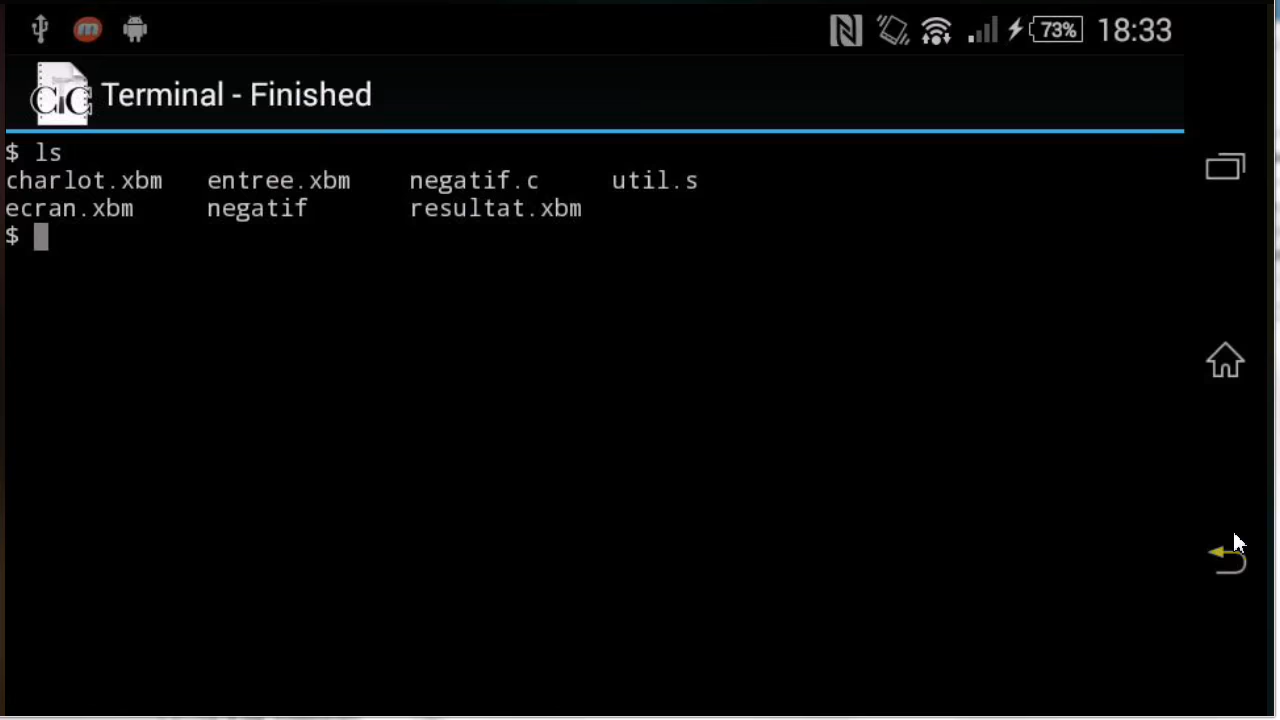 73% 18:33
Terminal - Finished
$ ls
charlot.xbm entree.xbm negatif.c util.s
ecran.xbm negatif resultat.xbm
$